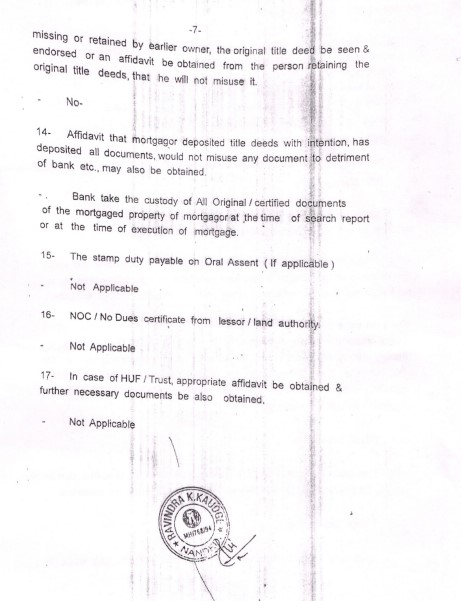 -7-
missing or retained by earlier owner, the original title deed be seen &
endorsed or an affidavit be obtained from the person retaining the
original title deeds, that he will not misuse it.
- No-
14- Affidavit that mortgagor deposited title deeds with intention, has
deposited all documents, would not misuse any document to detriment
of bank etc., may also be obtained.
- . Bank take the custody of All Original / certified documents
of the mortgaged property of mortgagor at the time of search report
or at the time of execution of mortgage.
15- The stamp duty payable on Oral Assent ( If applicable )
- Not Applicable
16- NOC / No Dues certificate from lessor / land authority.
- Not Applicable
17- In case of HUF / Trust, appropriate affidavit be obtained &
further necessary documents be also obtained.
- Not Applicable
RAVINDRA K.KAUDGE
NANDED